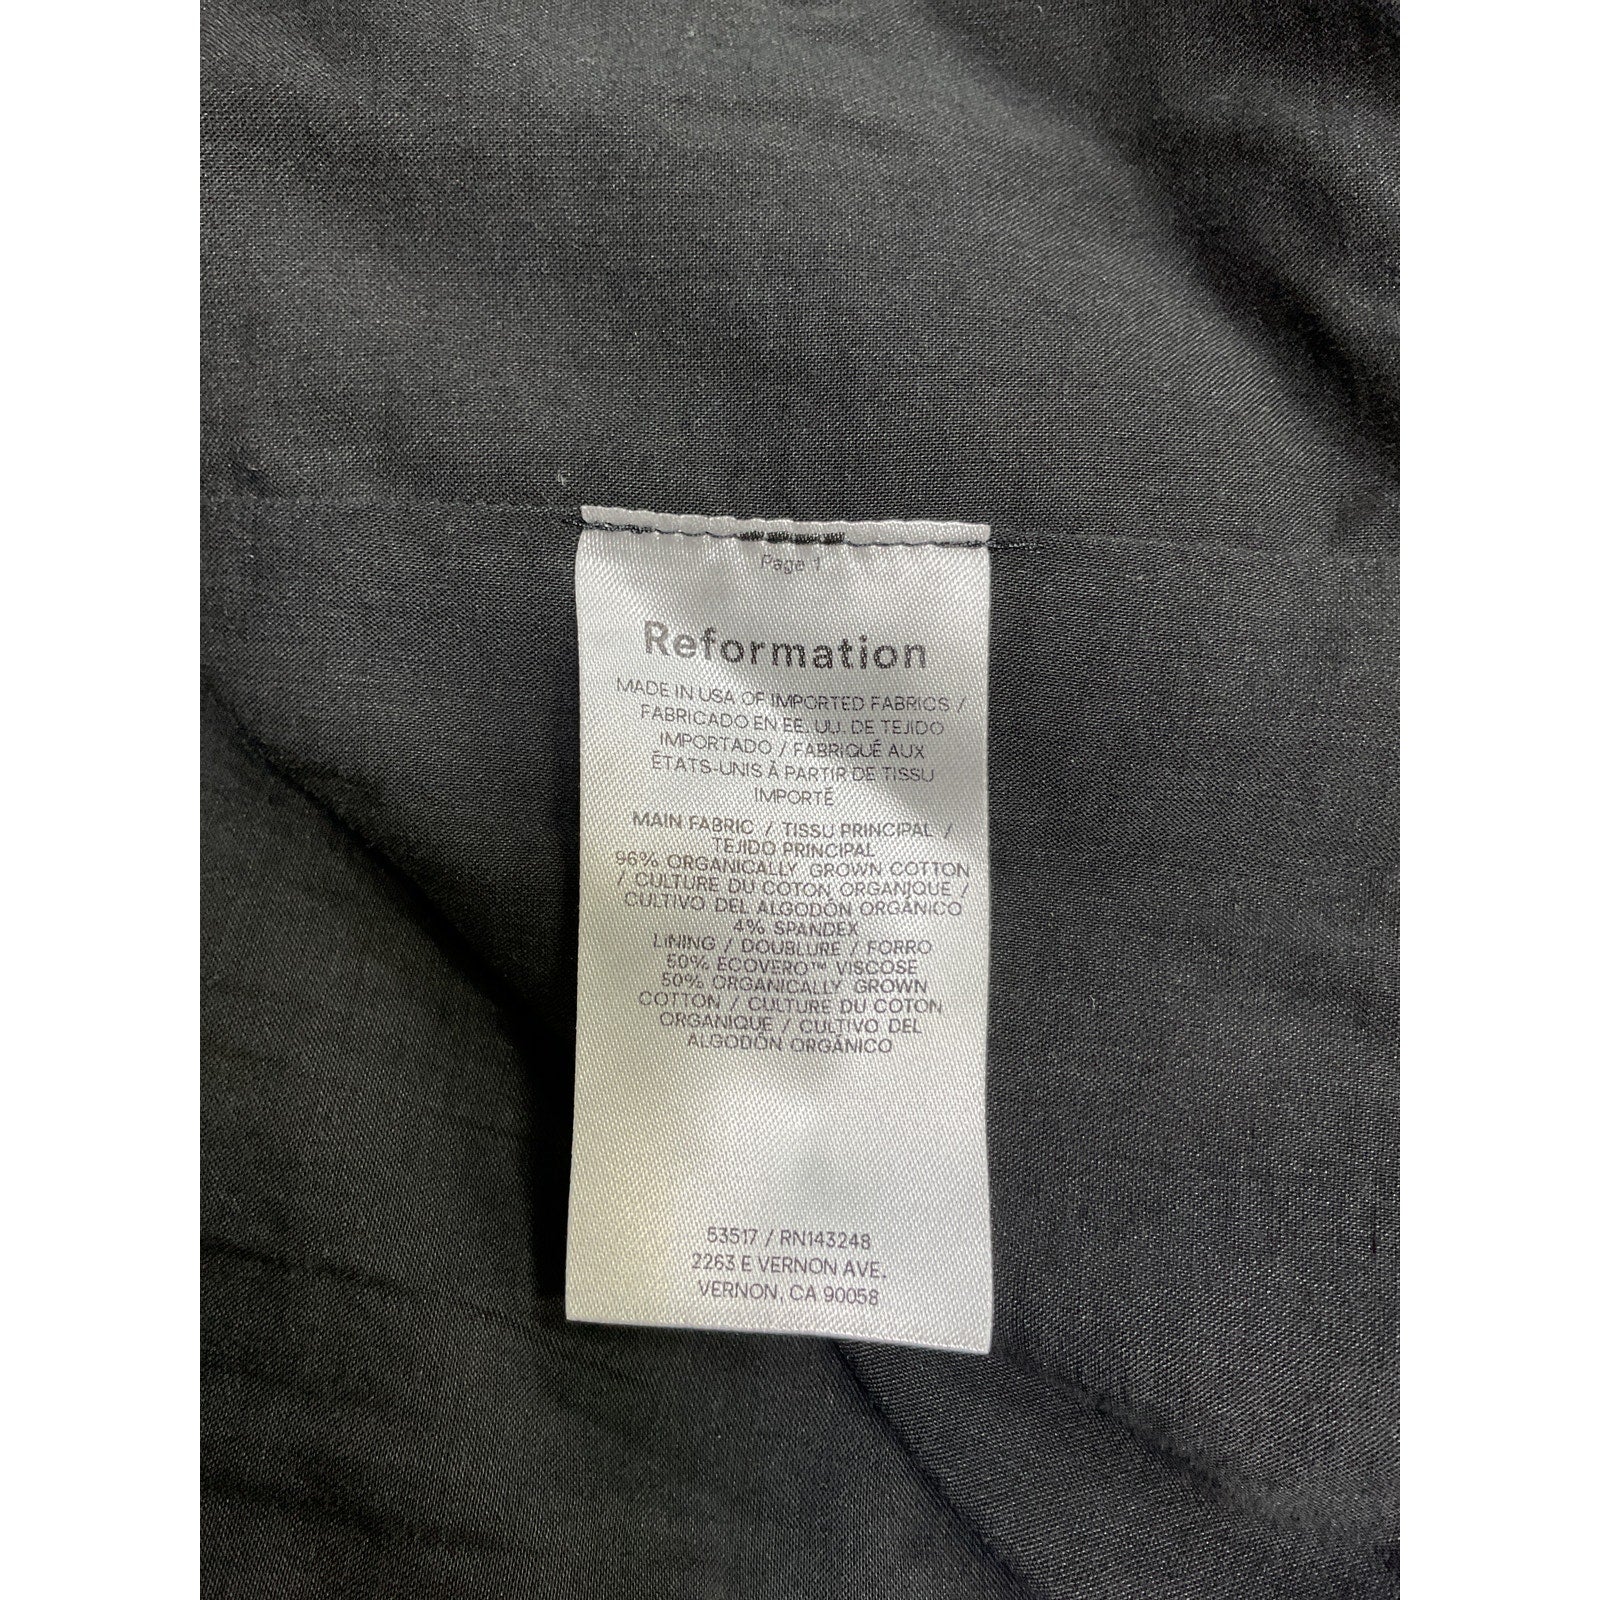 Page 1
Reformation
MADE IN USA OF IMPORTED FABRICS /
FABRICADO EN EE. UU. DE TEJIDO
IMPORTADO / FABRIQUÉ AUX
ÉTATS-UNIS À PARTIR DE TISSU
IMPORTÉ
MAIN FABRIC / TISSU PRINCIPAL /
TEJIDO PRINCIPAL
96% ORGANICALLY GROWN COTTON
/ CULTURE DU COTON ORGANIQUE /
CULTIVO DEL ALGODÓN ORGÁNICO
4% SPANDEX
LINING / DOUBLURE / FORRO
50% ECOVERO™ VISCOSE
50% ORGANICALLY GROWN
COTTON / CULTURE DU COTON
ORGANIQUE / CULTIVO DEL
ALGODÓN ORGÁNICO
53517 / RN143248
2263 E VERNON AVE,
VERNON, CA 90058